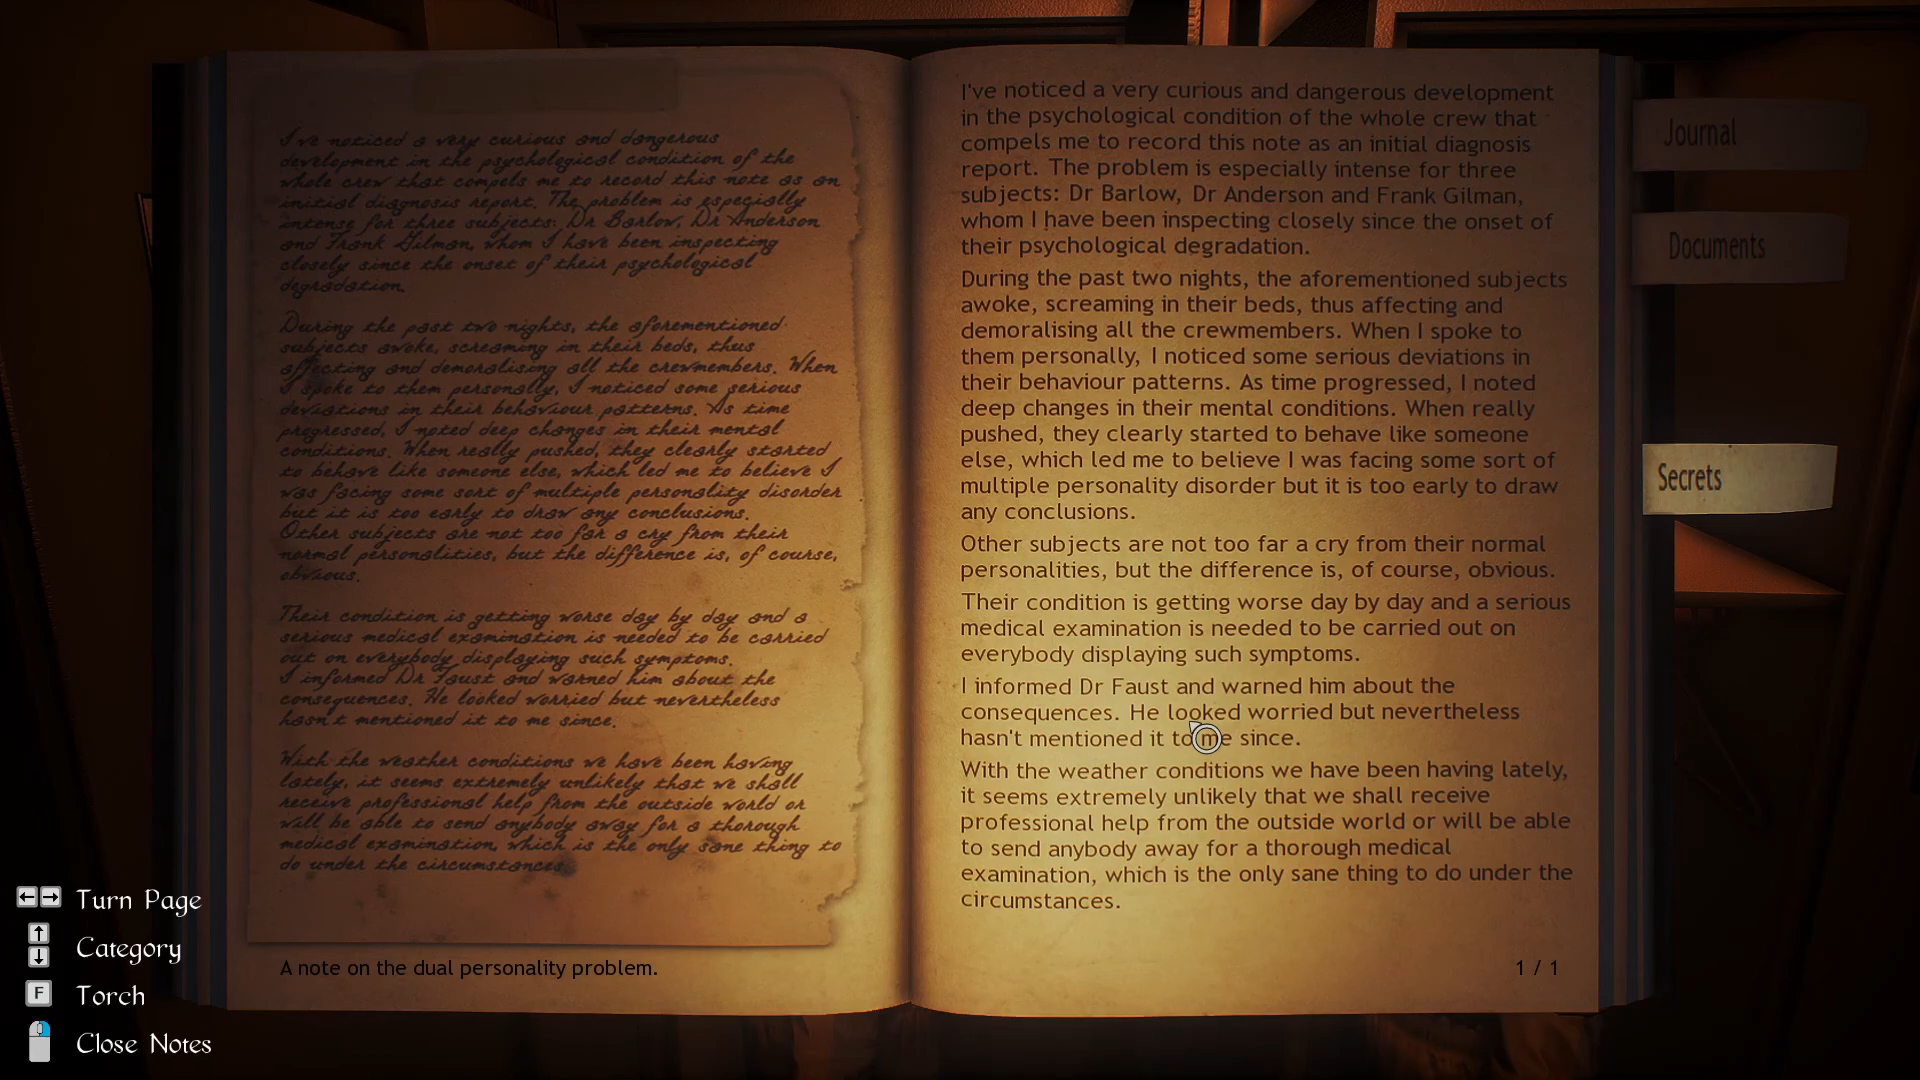 I've noticed a very curious and dangerous
development in the psychological condition of the
whole crew that compels me to record this note as an
initial diagnosis report. The problem is especially
intense for three subjects: Dr Barlow, Dr Anderson
and Frank Gilman, whom I have been inspecting
closely since the onset of their psychological
degradation.
During the past two nights, the aforementioned
subjects awoke, screaming in their beds, thus
affecting and demoralising all the crewmembers. When
I spoke to them personally, I noticed some serious
deviations in their behaviour patterns. As time
progressed, I noted deep changes in their mental
conditions. When really pushed, they clearly started
to behave like someone else, which led me to believe I
was facing some sort of multiple personality disorder
but it is too early to draw any conclusions.
Other subjects are not too far a cry from their
normal personalities, but the difference is, of course,
obvious.
Their condition is getting worse day by day and a
serious medical examination is needed to be carried
out on everybody displaying such symptoms.
I informed Dr Faust and warned him about the
consequences. He looked worried but nevertheless
hasn't mentioned it to me since.
With the weather conditions we have been having
lately, it seems extremely unlikely that we shall
receive professional help from the outside world or
will be able to send anybody away for a thorough
medical examination, which is the only sane thing to
do under the circumstances.
A note on the dual personality problem.
I've noticed a very curious and dangerous development
in the psychological condition of the whole crew that
compels me to record this note as an initial diagnosis
report. The problem is especially intense for three
subjects: Dr Barlow, Dr Anderson and Frank Gilman,
whom I have been inspecting closely since the onset of
their psychological degradation.
During the past two nights, the aforementioned subjects
awoke, screaming in their beds, thus affecting and
demoralising all the crewmembers. When I spoke to
them personally, I noticed some serious deviations in
their behaviour patterns. As time progressed, I noted
deep changes in their mental conditions. When really
pushed, they clearly started to behave like someone
else, which led me to believe I was facing some sort of
multiple personality disorder but it is too early to draw
any conclusions.
Other subjects are not too far a cry from their normal
personalities, but the difference is, of course, obvious.
Their condition is getting worse day by day and a serious
medical examination is needed to be carried out on
everybody displaying such symptoms.
I informed Dr Faust and warned him about the
consequences. He looked worried but nevertheless
hasn't mentioned it to me since.
With the weather conditions we have been having lately,
it seems extremely unlikely that we shall receive
professional help from the outside world or will be able
to send anybody away for a thorough medical
examination, which is the only sane thing to do under the
circumstances.
1 / 1
Journal
Documents
Secrets
Turn Page
Category
F Torch
Close Notes